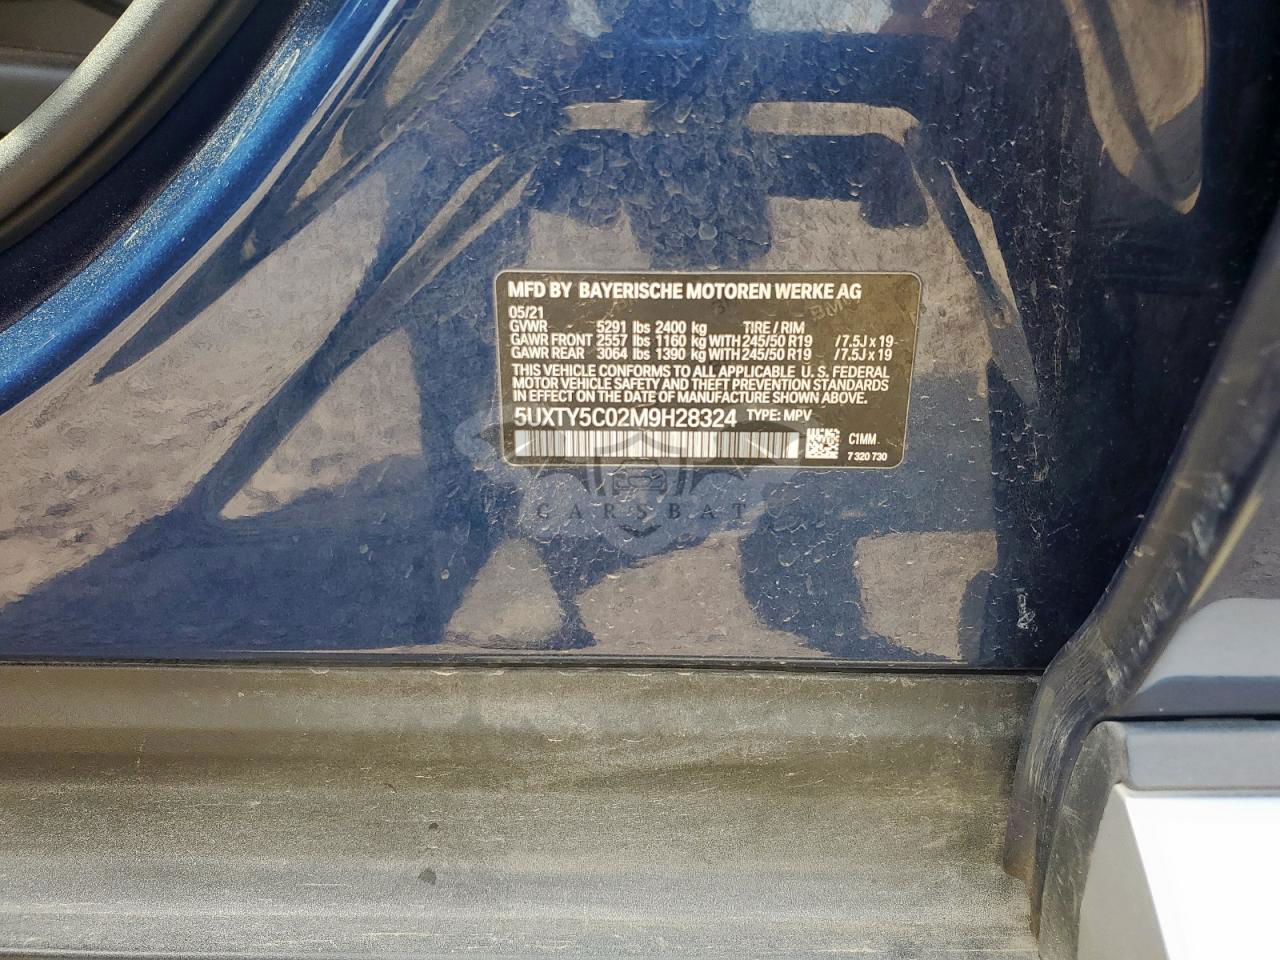 MFD BY BAYERISCHE MOTOREN WERKE AG
05/21
GVWR 5291 lbs 2400 kg TIRE / RIM
GAWR FRONT 2557 lbs 1160 kg WITH 245/50 R19 /7.5J x 19
GAWR REAR 3064 lbs 1390 kg WITH 245/50 R19 /7.5J x 19
THIS VEHICLE CONFORMS TO ALL APPLICABLE U. S. FEDERAL
MOTOR VEHICLE SAFETY AND THEFT PREVENTION STANDARDS
IN EFFECT ON THE DATE OF MANUFACTURE SHOWN ABOVE.
5UXTY5C02M9H28324 TYPE: MPV
C1MM
7 320 730
CARSBAT